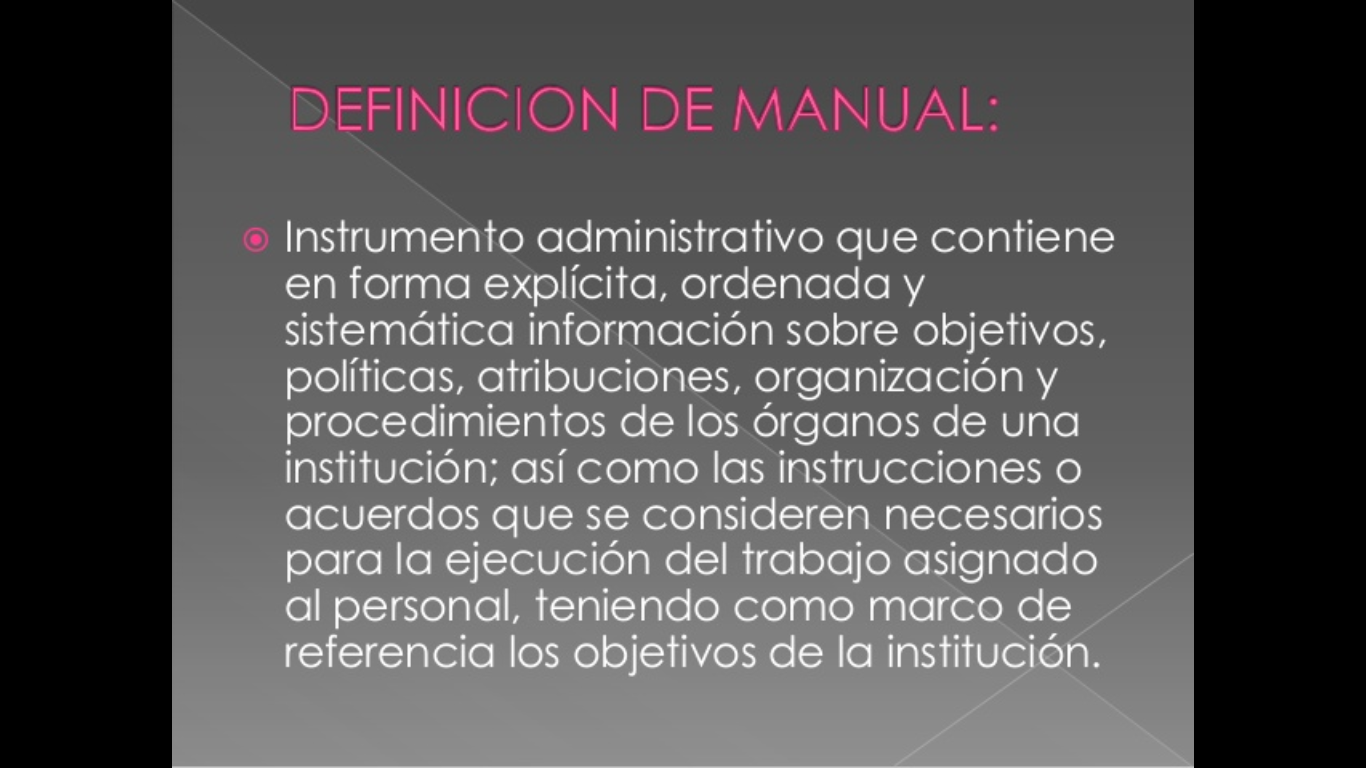 DEFINICION DE MANUAL:
Instrumento administrativo que contiene
en forma explícita, ordenada y
sistemática información sobre objetivos,
políticas, atribuciones, organización y
procedimientos de los órganos de una
institución; así como las instrucciones o
acuerdos que se consideren necesarios
para la ejecución del trabajo asignado
al personal, teniendo como marco de
referencia los objetivos de la institución.